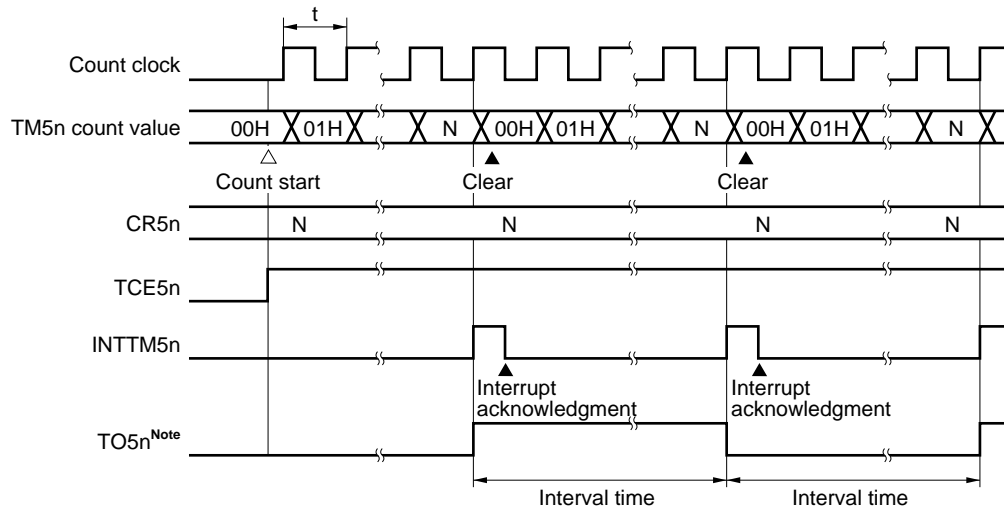 t
Count clock
TM5n count value 00H 01H N 00H 01H N 00H 01H N
Count start Clear Clear
CR5n N N N N
TCE5n
INTTM5n
Interrupt acknowledgment
Interrupt acknowledgment
TO5nNote
Interval time Interval time